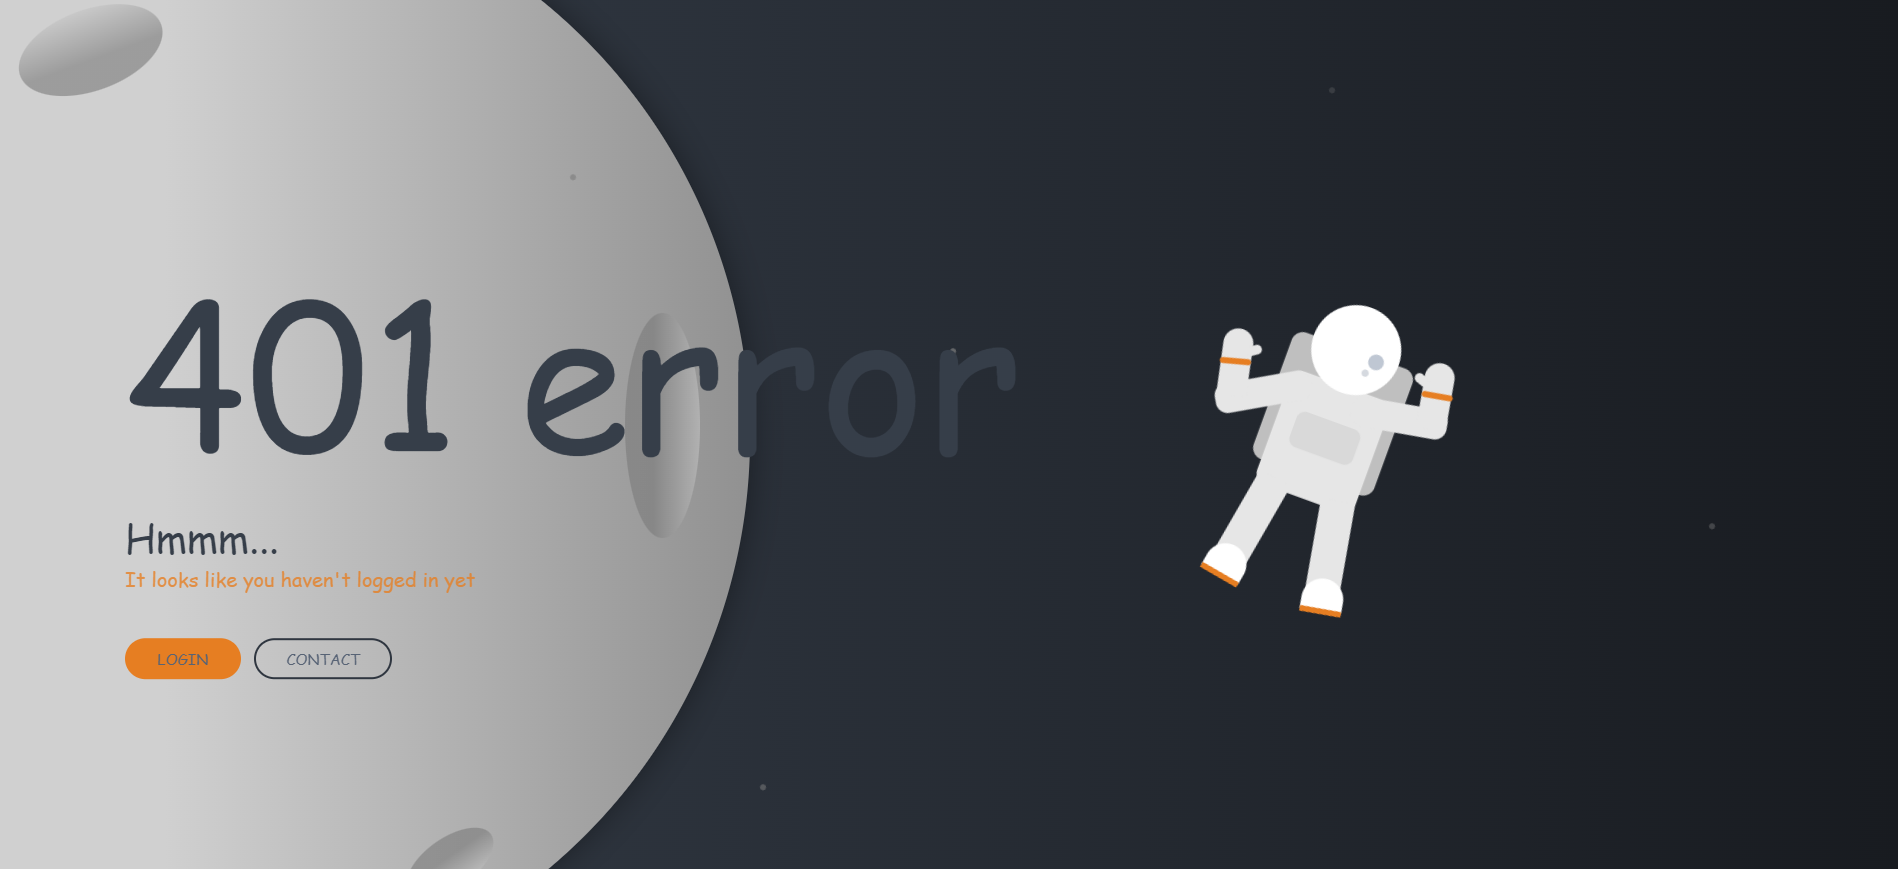 401 error
Hmmm...
It looks like you haven't logged in yet
LOGIN
CONTACT